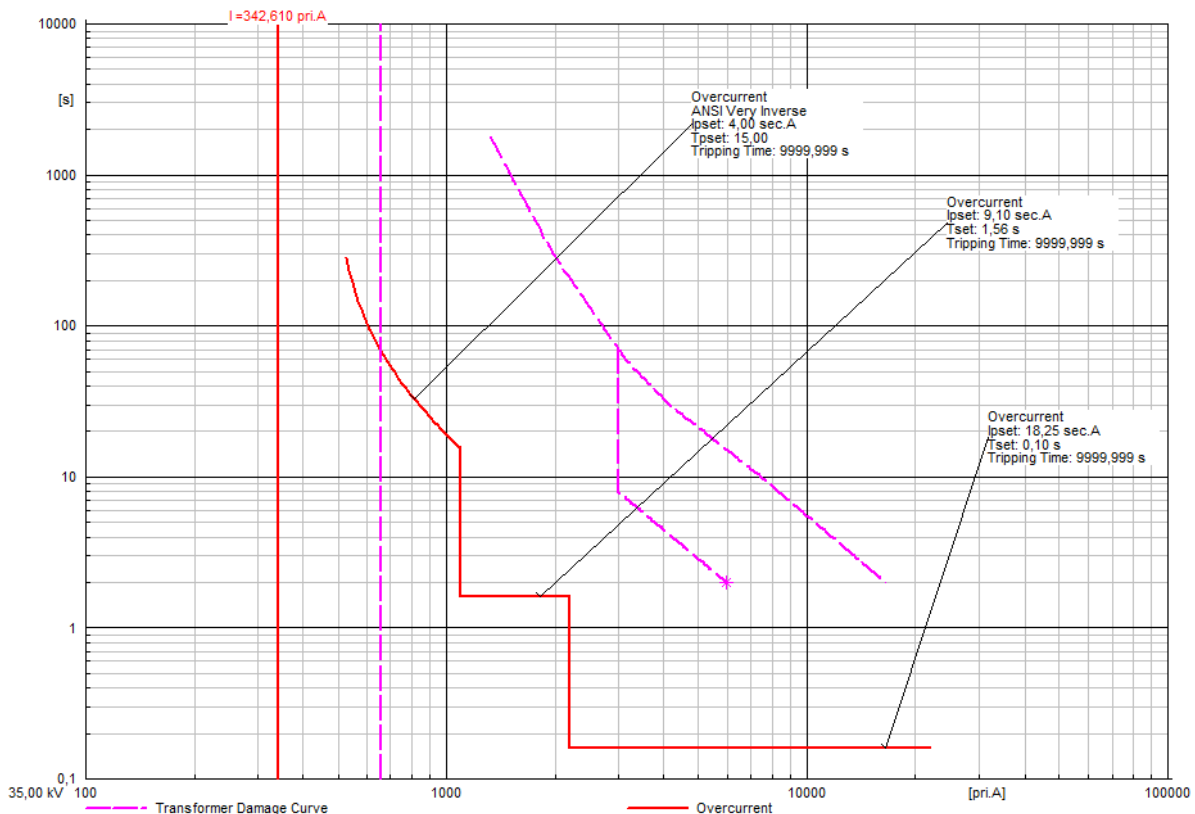 I =342,610 pri.A
10000
[s]
1000
100
10
1
0,1
Overcurrent
ANSI Very Inverse
Ipset: 4,00 sec.A
Tpset: 15,00
Tripping Time: 9999,999 s
Overcurrent
Ipset: 9,10 sec.A
Tset: 1,56 s
Tripping Time: 9999,999 s
Overcurrent
Ipset: 18,25 sec.A
Tset: 0,10 s
Tripping Time: 9999,999 s
35,00 kV 100 1000 10000 [pri.A] 100000
Transformer Damage Curve Overcurrent